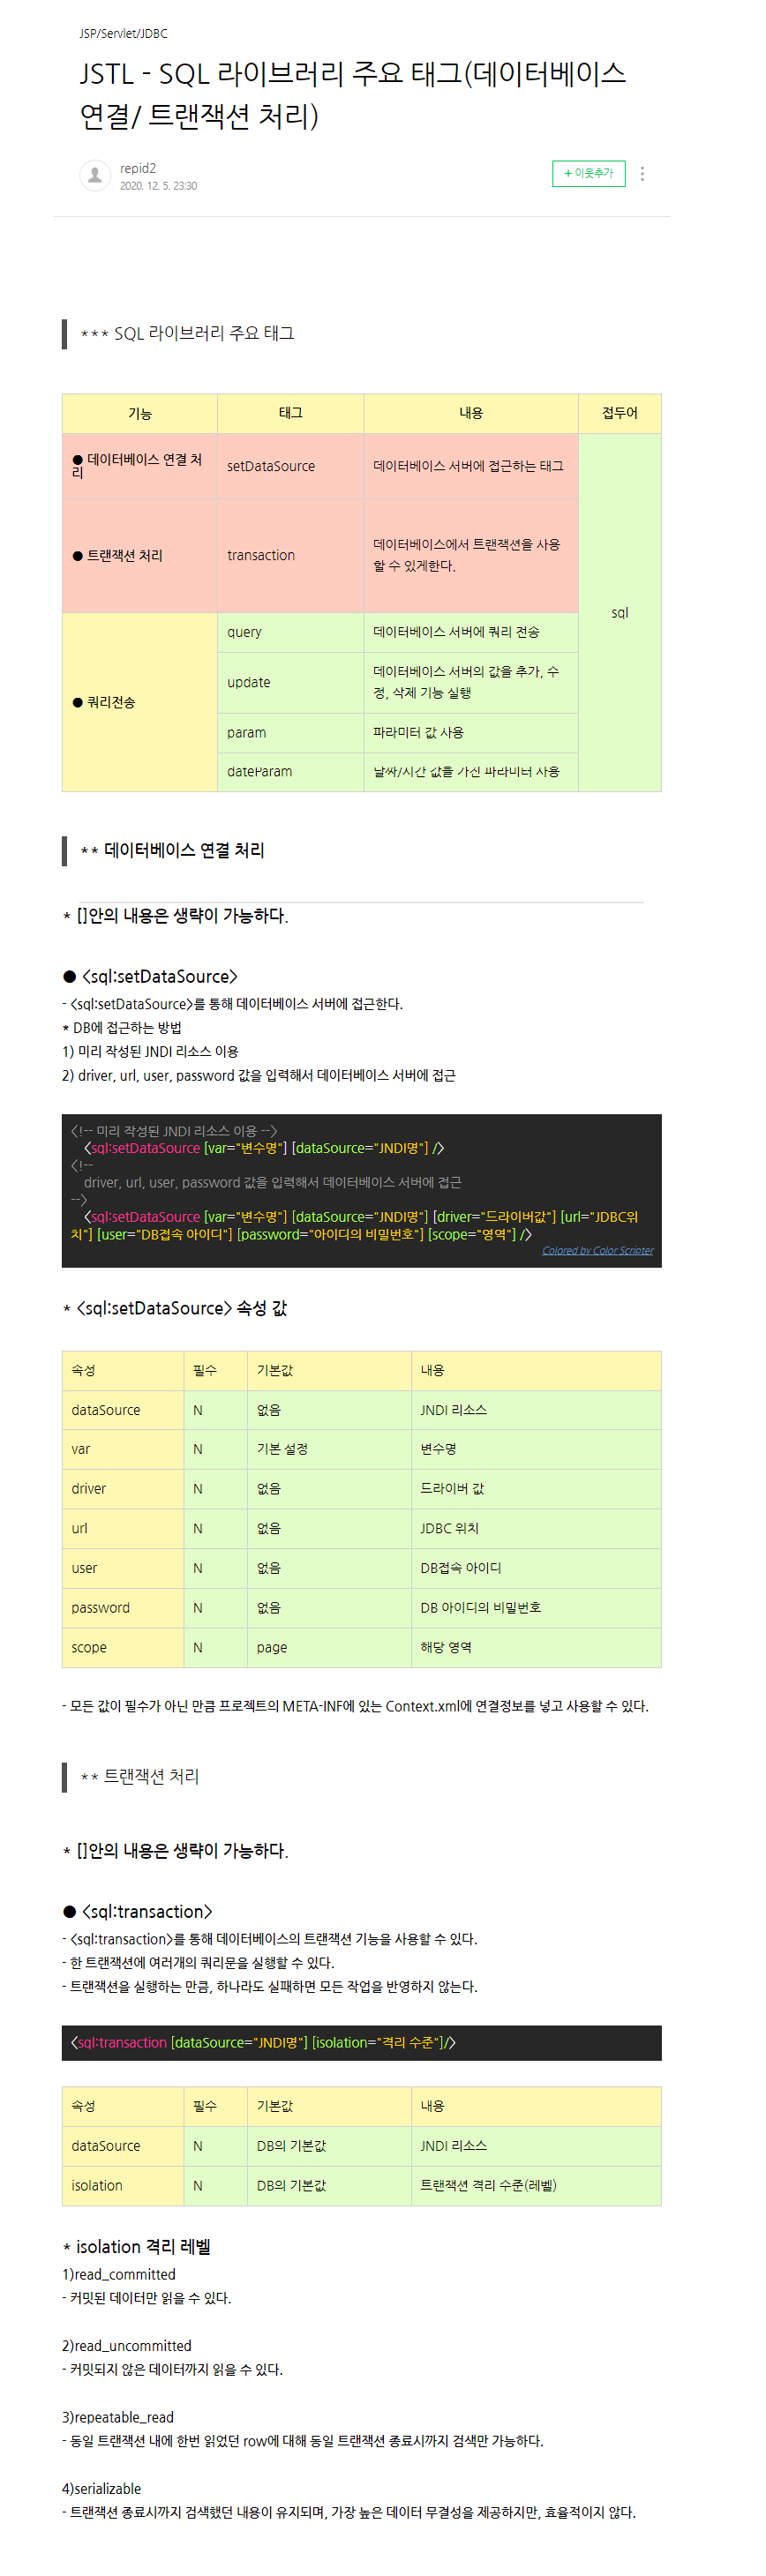 JSP/Servlet/JDBC
JSTL - SQL 라이브러리 주요 태그(데이터베이스
연결/ 트랜잭션 처리)
repid2
2020. 12. 5. 23:30
+ 이웃추가
*** SQL 라이브러리 주요 태그
기능 태그 내용 접두어
● 데이터베이스 연결 처
리
setDataSource 데이터베이스 서버에 접근하는 태그
● 트랜잭션 처리 transaction 데이터베이스에서 트랜잭션을 사용
할 수 있게한다.
sql
● 쿼리전송
query 데이터베이스 서버에 쿼리 전송
update 데이터베이스 서버의 값을 추가, 수
정, 삭제 기능 실행
param 파라미터 값 사용
dateParam 날짜/시간 값을 가진 파라미터 사용
** 데이터베이스 연결 처리
* []안의 내용은 생략이 가능하다.
● <sql:setDataSource>
- <sql:setDataSource>를 통해 데이터베이스 서버에 접근한다.
* DB에 접근하는 방법
1) 미리 작성된 JNDI 리소스 이용
2) driver, url, user, password 값을 입력해서 데이터베이스 서버에 접근
<!-- 미리 작성된 JNDI 리소스 이용 -->
<sql:setDataSource [var="변수명"] [dataSource="JNDI명"] />
<!--
driver, url, user, password 값을 입력해서 데이터베이스 서버에 접근
-->
<sql:setDataSource [var="변수명"] [dataSource="JNDI명"] [driver="드라이버값"] [url="JDBC위
치"] [user="DB접속 아이디"] [password="아이디의 비밀번호"] [scope="영역"] />
Colored by Color Scripter
* <sql:setDataSource> 속성 값
속성 필수 기본값 내용
dataSource N 없음 JNDI 리소스
var N 기본 설정 변수명
driver N 없음 드라이버 값
url N 없음 JDBC 위치
user N 없음 DB접속 아이디
password N 없음 DB 아이디의 비밀번호
scope N page 해당 영역
- 모든 값이 필수가 아닌 만큼 프로젝트의 META-INF에 있는 Context.xml에 연결정보를 넣고 사용할 수 있다.
** 트랜잭션 처리
* []안의 내용은 생략이 가능하다.
● <sql:transaction>
- <sql:transaction>를 통해 데이터베이스의 트랜잭션 기능을 사용할 수 있다.
- 한 트랜잭션에 여러개의 쿼리문을 실행할 수 있다.
- 트랜잭션을 실행하는 만큼, 하나라도 실패하면 모든 작업을 반영하지 않는다.
<sql:transaction [dataSource="JNDI명"] [isolation="격리 수준"]/>
속성 필수 기본값 내용
dataSource N DB의 기본값 JNDI 리소스
isolation N DB의 기본값 트랜잭션 격리 수준(레벨)
* isolation 격리 레벨
1)read_committed
- 커밋된 데이터만 읽을 수 있다.
2)read_uncommitted
- 커밋되지 않은 데이터까지 읽을 수 있다.
3)repeatable_read
- 동일 트랜잭션 내에 한번 읽었던 row에 대해 동일 트랜잭션 종료시까지 검색만 가능하다.
4)serializable
- 트랜잭션 종료시까지 검색했던 내용이 유지되며, 가장 높은 데이터 무결성을 제공하지만, 효율적이지 않다.